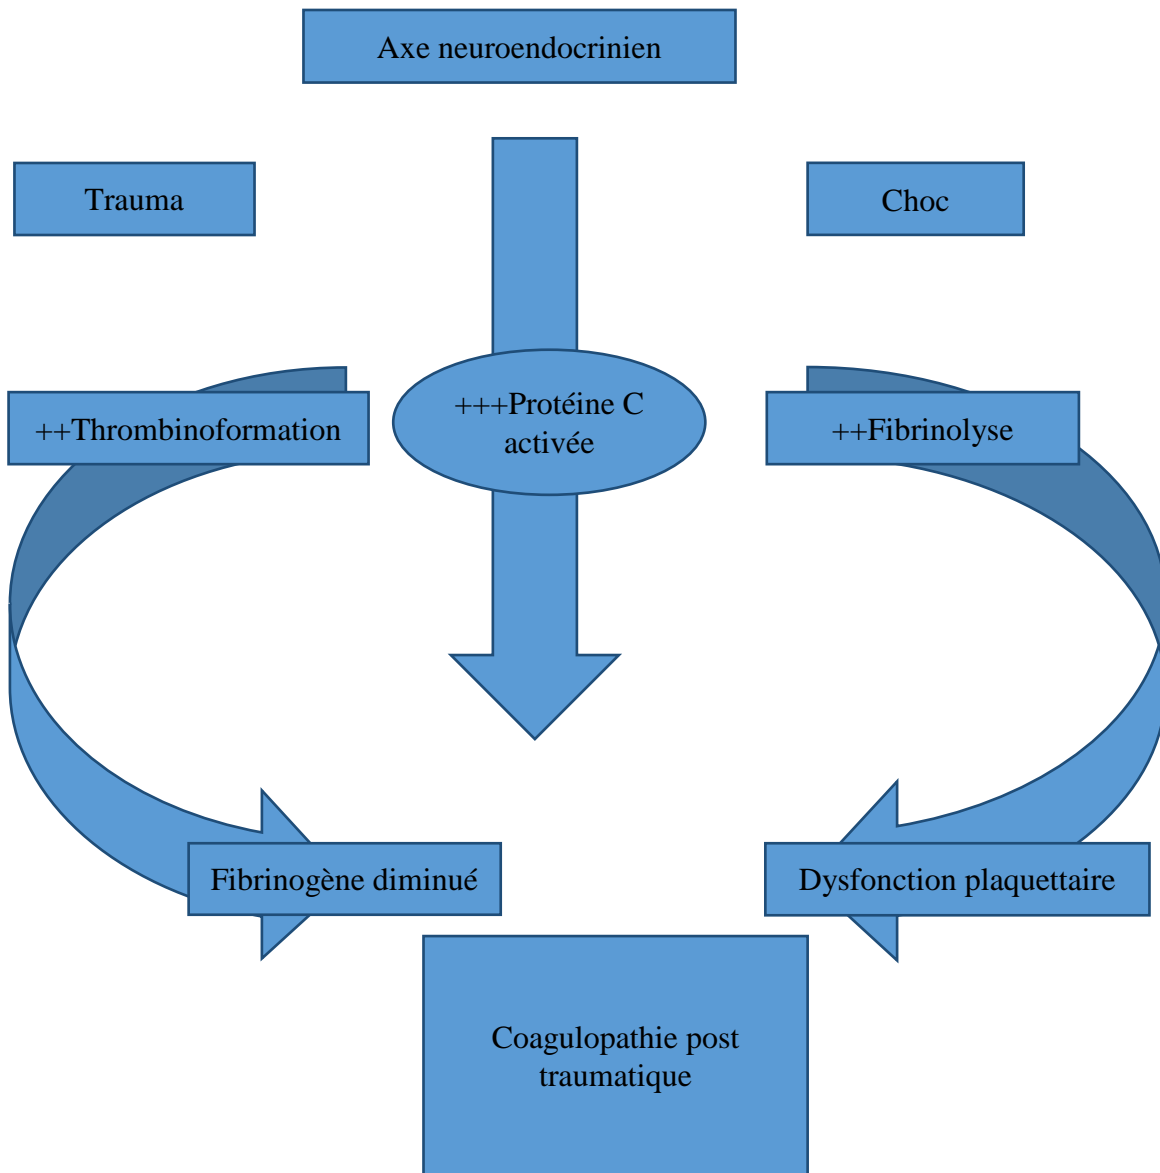 Axe neuroendocrinien
Trauma
Choc
++Thrombinoformation
+++Protéine C
activée
++Fibrinolyse
Fibrinogène diminué
Dysfonction plaquettaire
Coagulopathie post
traumatique